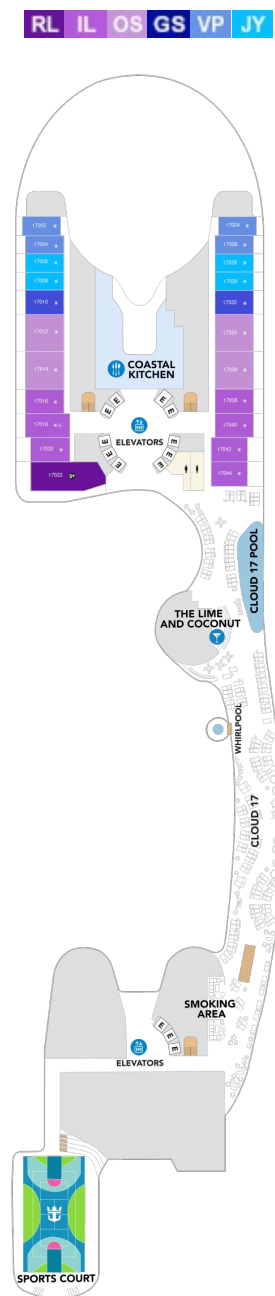 RL IL OS GS VP JY
17002
17024
17004
17026
17006
17028
17008
17030
17010
17032
17012
17034
17014
17036
COASTAL
KITCHEN
17016
17038
17018
17040
E E E
E E E
ELEVATORS
E E E
E E E
17020
17042
17022
17044
CLOUD 17 POOL
THE LIME
AND COCONUT
WHIRLPOOL
CLOUD 17
SMOKING
AREA
E E E
ELEVATORS
SPORTS COURT